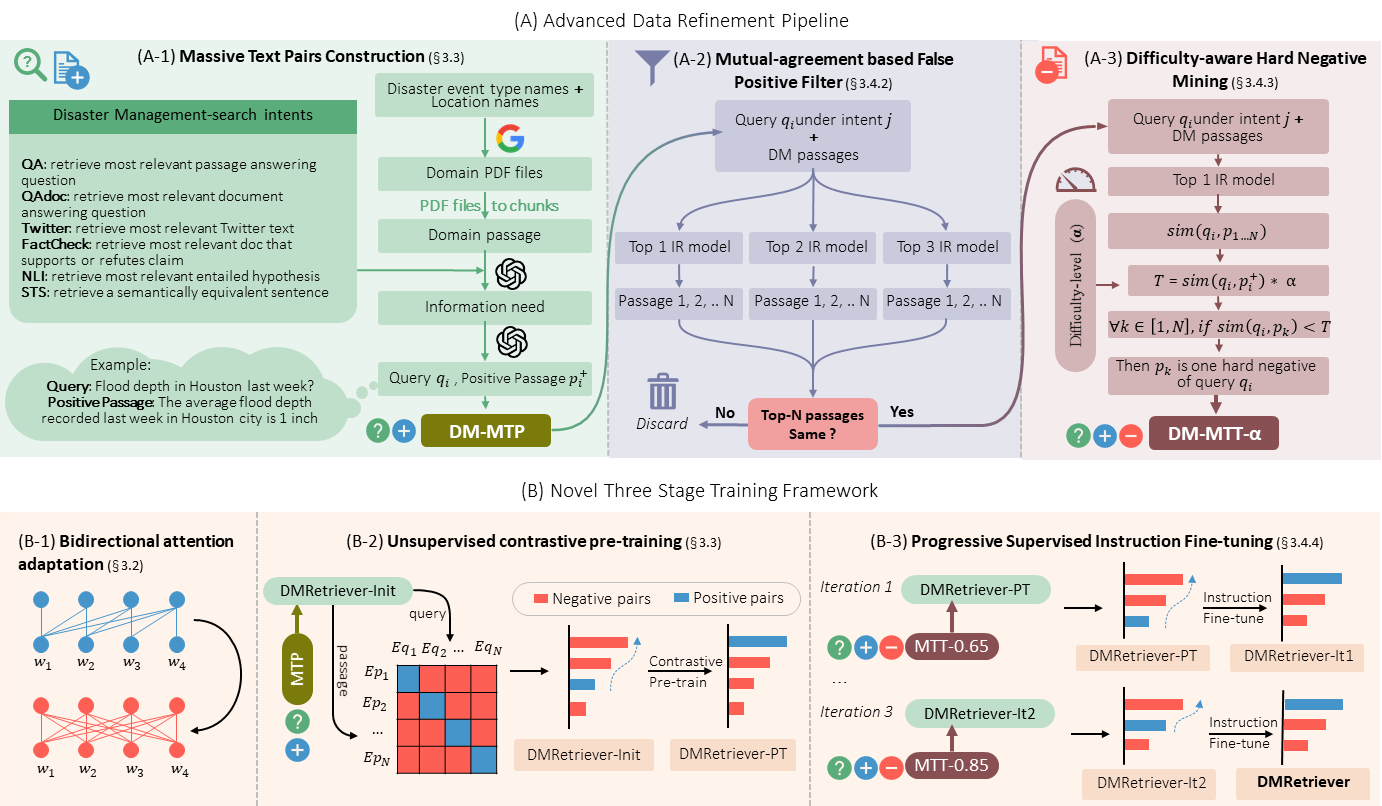 (A) Advanced Data Refinement Pipeline
(A-1) Massive Text Pairs Construction (§ 3.3)
Disaster Management-search intents
QA: retrieve most relevant passage answering
question
QAdoc: retrieve most relevant document
answering question
Twitter: retrieve most relevant Twitter text
FactCheck: retrieve most relevant doc that
supports or refutes claim
NLI: retrieve most relevant entailed hypothesis
STS: retrieve a semantically equivalent sentence
Example:
Query: Flood depth in Houston last week?
Positive Passage: The average flood depth
recorded last week in Houston city is 1 inch
Disaster event type names +
Location names
Domain PDF files
PDF files to chunks
Domain passage
Information need
Query q_i , Positive Passage p_i^+
? +
DM-MTP
(A-2) Mutual-agreement based False
Positive Filter (§ 3.4.2)
Query q_i under intent j
+
DM passages
Top 1 IR model
Top 2 IR model
Top 3 IR model
Passage 1, 2, .. N
Passage 1, 2, .. N
Passage 1, 2, .. N
Discard
No
Top-N passages
Same ?
Yes
(A-3) Difficulty-aware Hard Negative
Mining (§ 3.4.3)
Query q_i under intent j +
DM passages
Top 1 IR model
Difficulty-level (α)
sim(q_i, p_{1…N})
T = sim(q_i, p_i^+) ∗ α
∀k ∈ [1, N], if sim(q_i, p_k) < T
Then p_k is one hard negative
of query q_i
? + −
DM-MTT-α
(B) Novel Three Stage Training Framework
(B-1) Bidirectional attention
adaptation (§ 3.2)
w_1 w_2 w_3 w_4
w_1 w_2 w_3 w_4
(B-2) Unsupervised contrastive pre-training (§ 3.3)
DMRetriever-Init
query
MTP
?
+
passage
Eq_1 Eq_2 … Eq_N
Ep_1
Ep_2
…
Ep_N
Negative pairs
Positive pairs
Contrastive
Pre-train
DMRetriever-Init
DMRetriever-PT
(B-3) Progressive Supervised Instruction Fine-tuning (§ 3.4.4)
Iteration 1
DMRetriever-PT
? + −
MTT-0.65
Instruction
Fine-tune
DMRetriever-PT
DMRetriever-It1
…
Iteration 3
DMRetriever-It2
? + −
MTT-0.85
Instruction
Fine-tune
DMRetriever-It2
DMRetriever